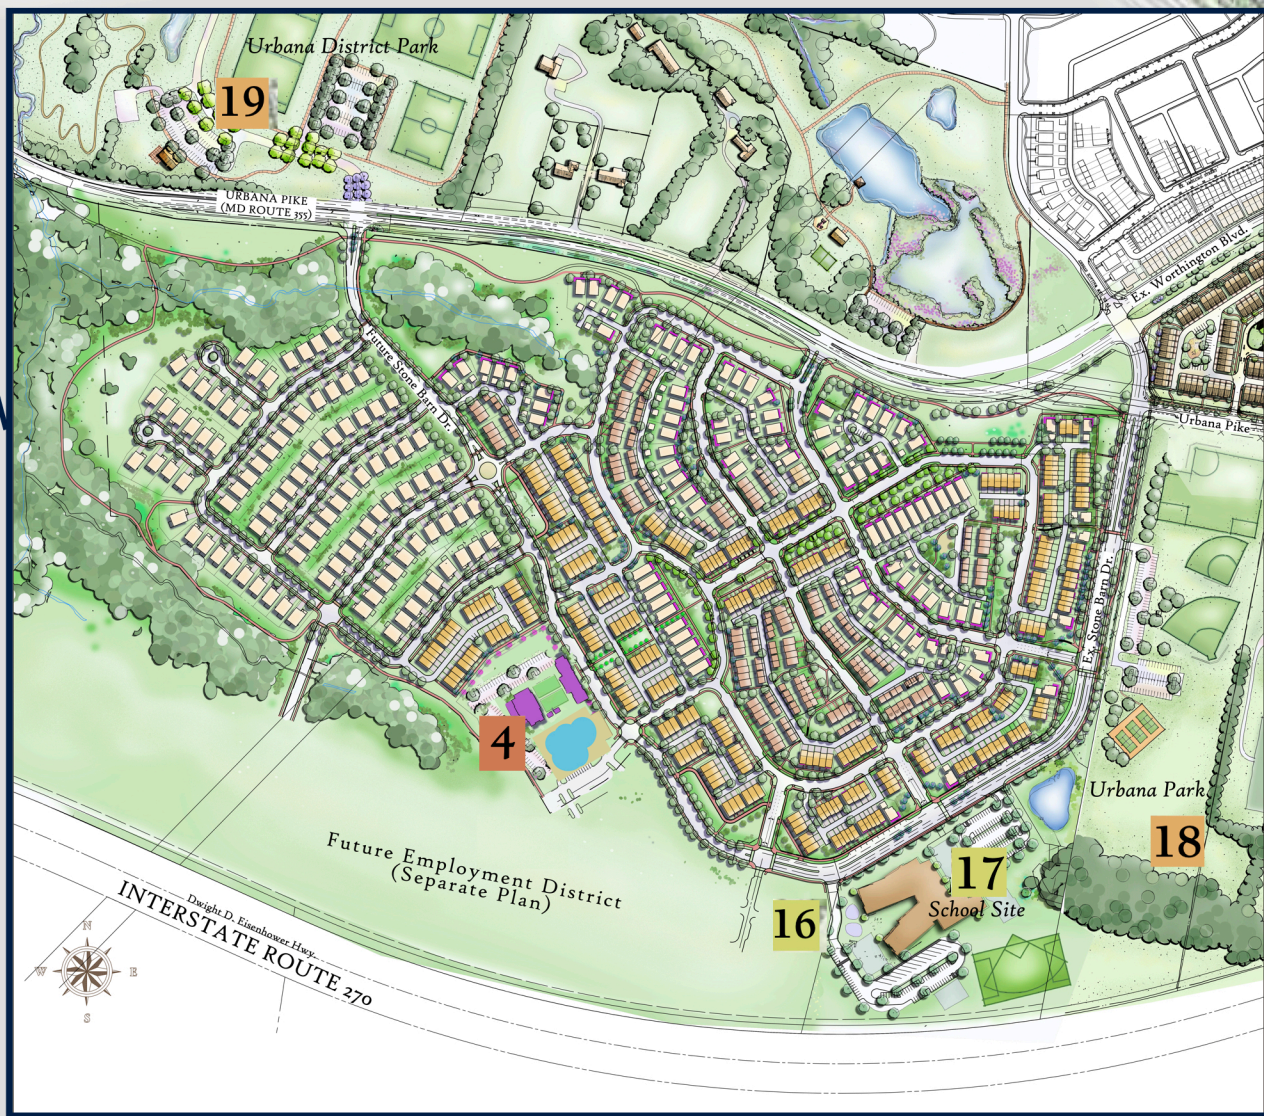 Urbana District Park
19
URBANA PIKE
(MD ROUTE 355)
Ex. Worthington Blvd.
Future Stone Barn Dr.
Urbana Pike
Ex. Stone Barn Dr.
4
Urbana Park
18
17
School Site
16
Future Employment District
(Separate Plan)
Dwight D. Eisenhower Hwy
INTERSTATE ROUTE 270
N
W
E
S